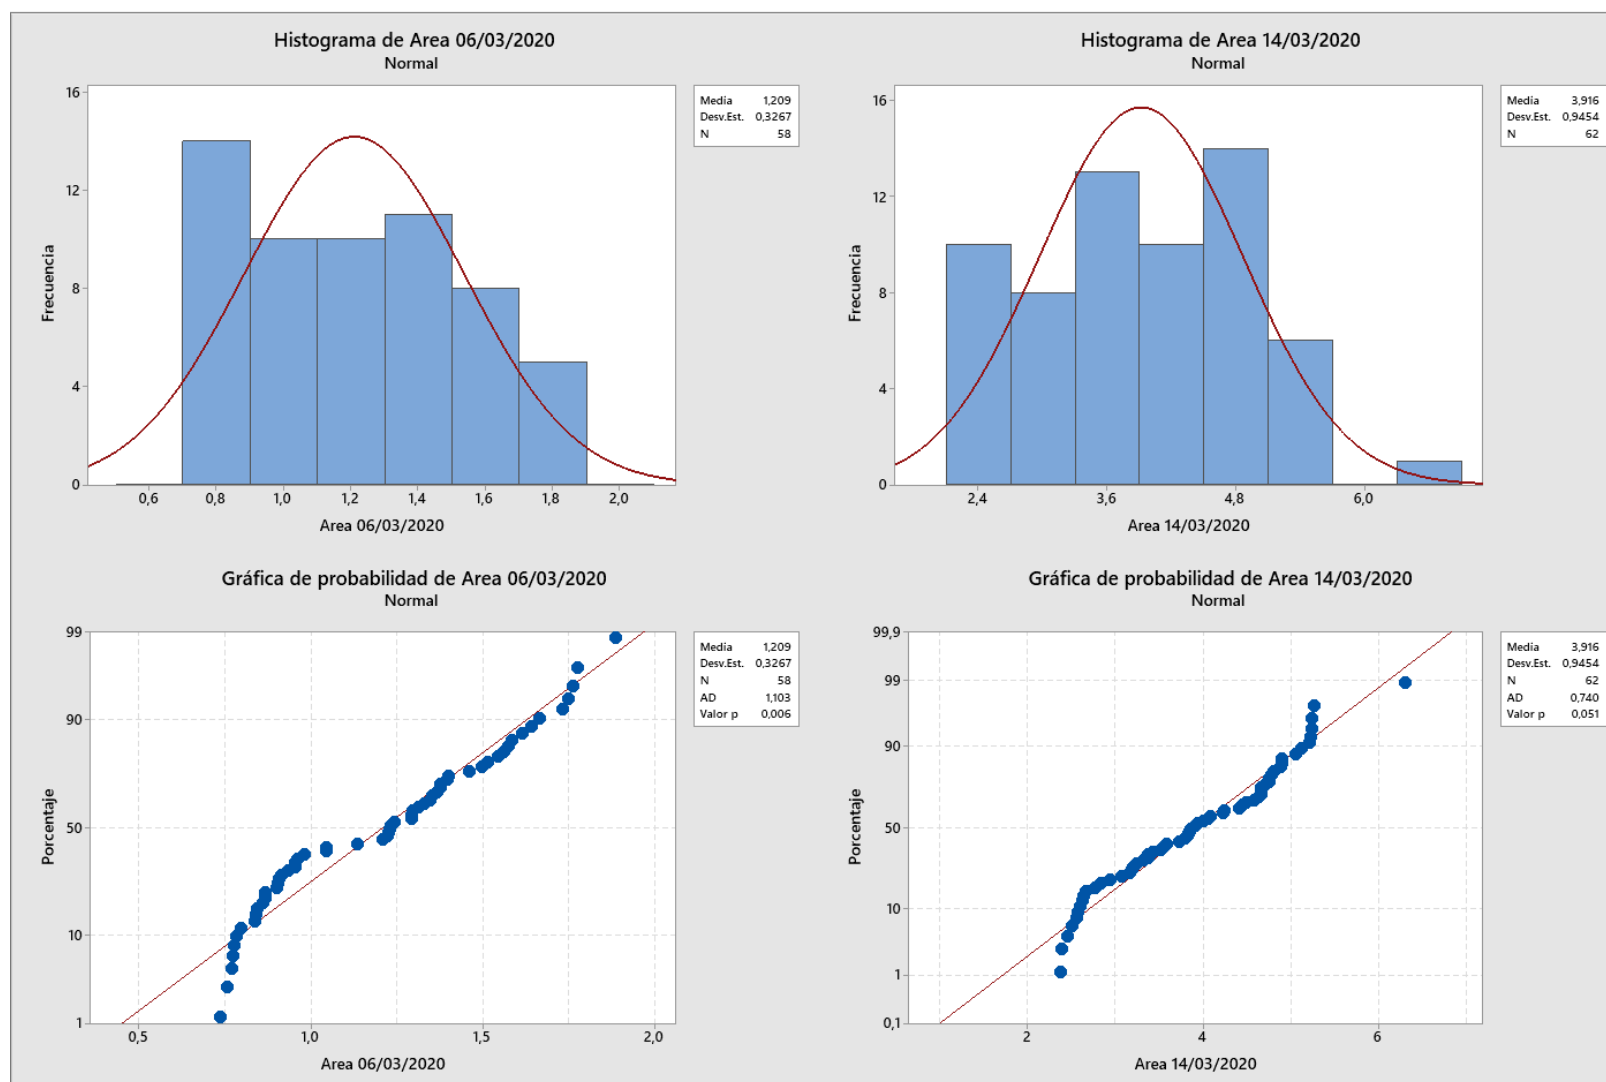 Histograma de Area 06/03/2020
Normal
16
12
8
4
0
Frecuencia
0,6 0,8 1,0 1,2 1,4 1,6 1,8 2,0
Area 06/03/2020
Media 1,209
Desv.Est. 0,3267
N 58
Histograma de Area 14/03/2020
Normal
16
12
8
4
0
Frecuencia
2,4 3,6 4,8 6,0
Area 14/03/2020
Media 3,916
Desv.Est. 0,9454
N 62
Gráfica de probabilidad de Area 06/03/2020
Normal
99
90
50
10
1
Porcentaje
0,5 1,0 1,5 2,0
Area 06/03/2020
Media 1,209
Desv.Est. 0,3267
N 58
AD 1,103
Valor p 0,006
Gráfica de probabilidad de Area 14/03/2020
Normal
99,9
99
90
50
10
1
0,1
Porcentaje
2 4 6
Area 14/03/2020
Media 3,916
Desv.Est. 0,9454
N 62
AD 0,740
Valor p 0,051